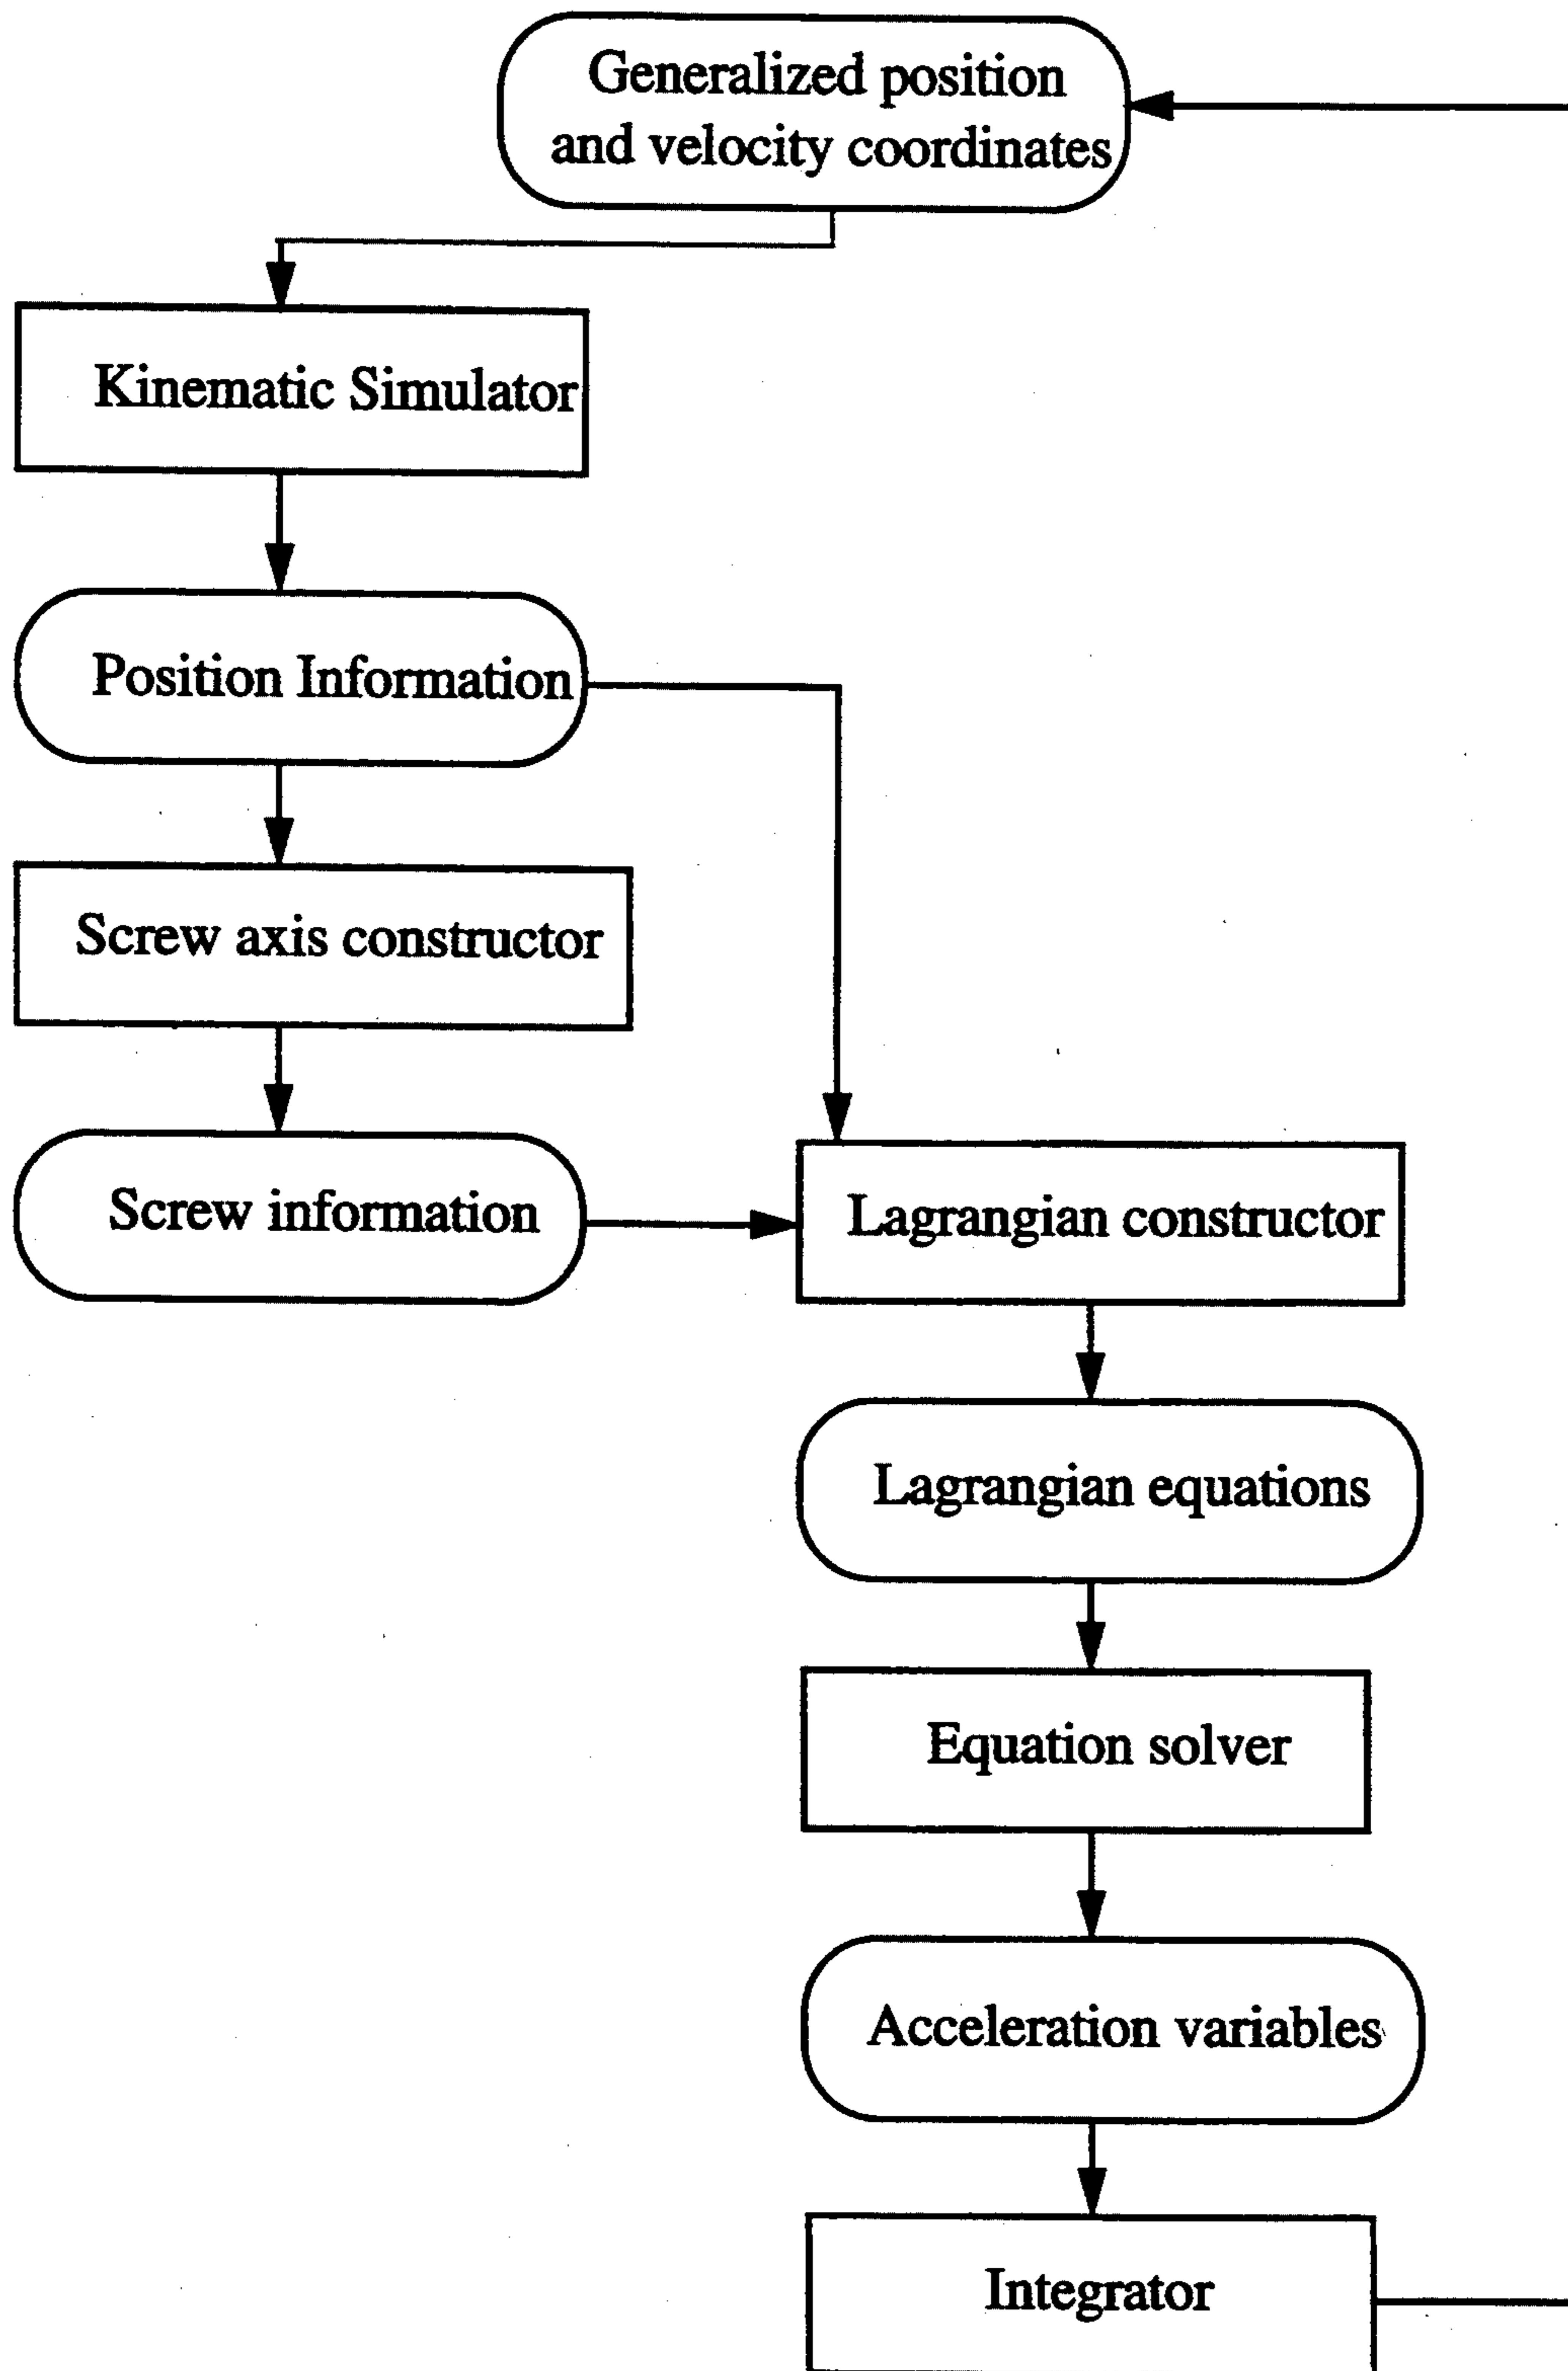 Generalized position
and velocity coordinates
Kinematic Simulator
Position Information
Screw axis constructor
Screw information
Lagrangian constructor
Lagrangian equations
Equation solver
Acceleration variables
Integrator